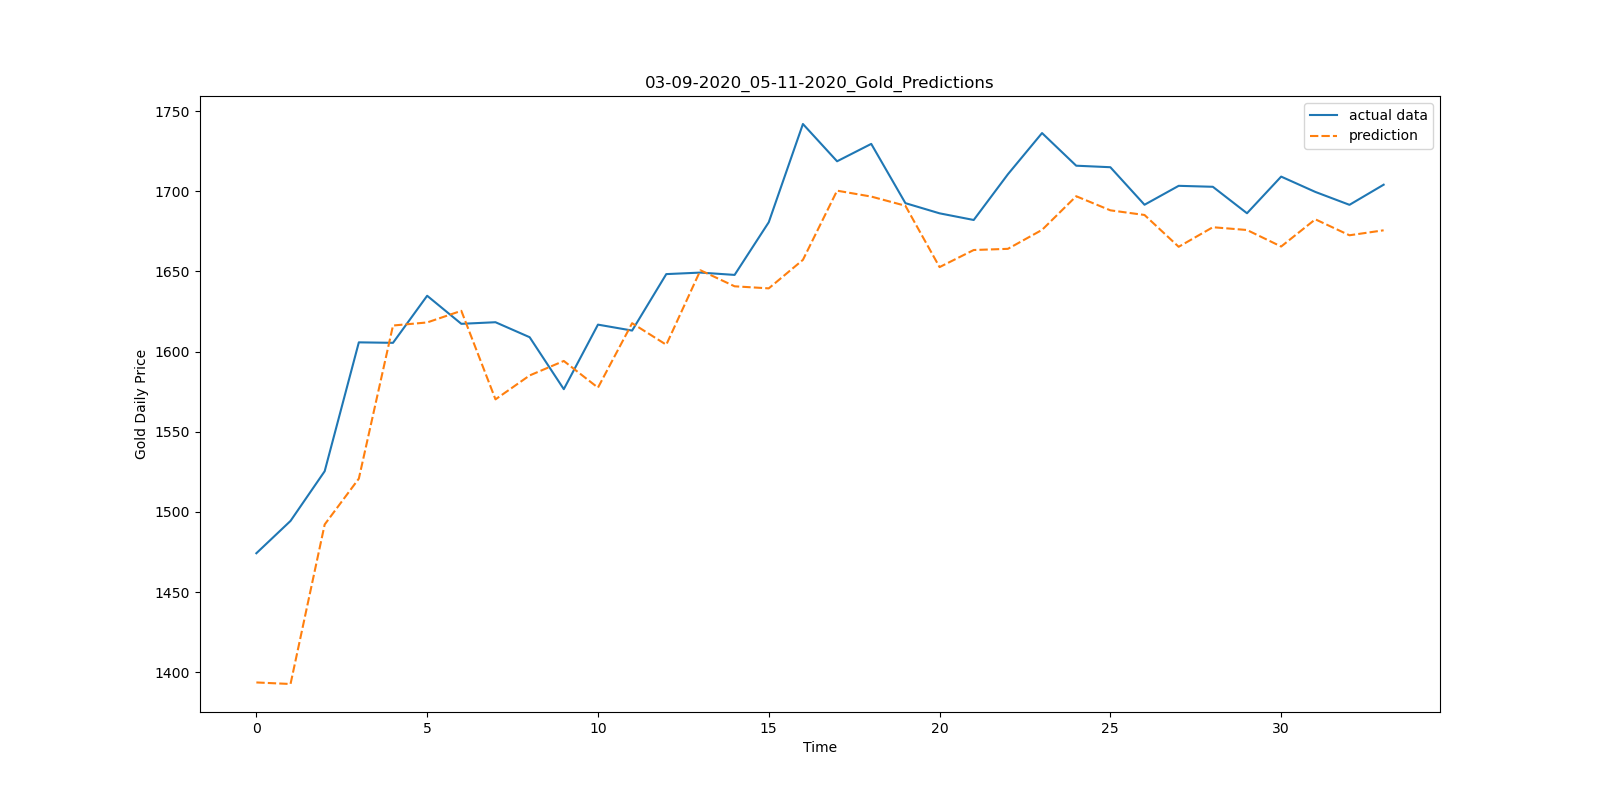 03-09-2020_05-11-2020_Gold_Predictions
actual data
prediction
Gold Daily Price
1750
1700
1650
1600
1550
1500
1450
1400
0 5 10 15 20 25 30
Time